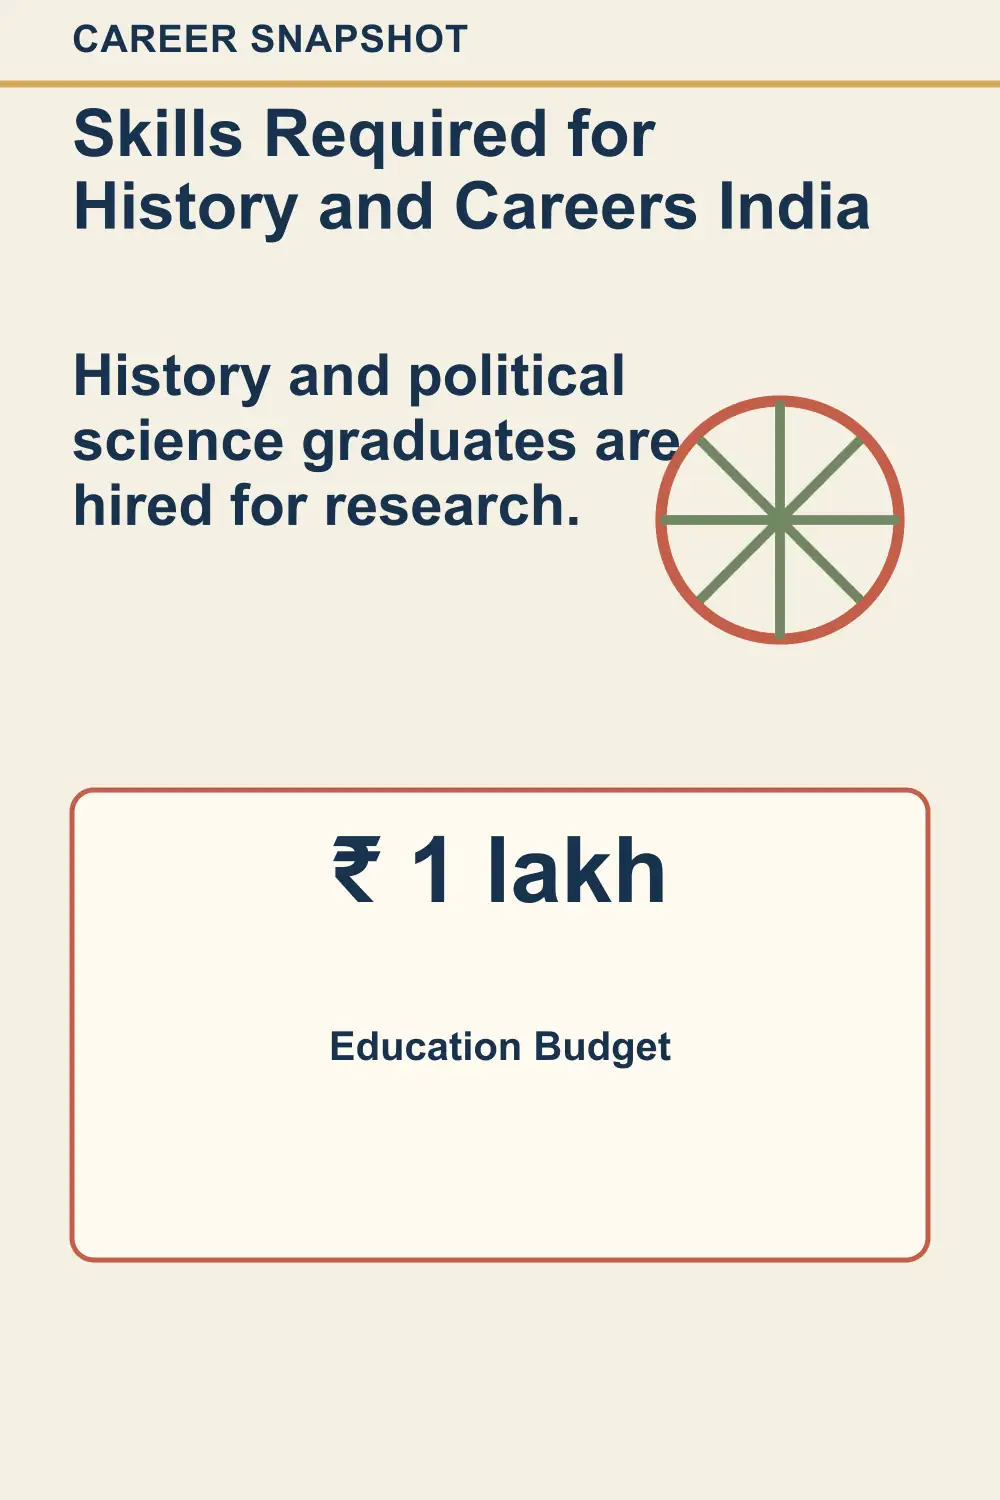 CAREER SNAPSHOT
Skills Required for
History and Careers India
History and political
science graduates are
hired for research.
₹ 1 lakh
Education Budget